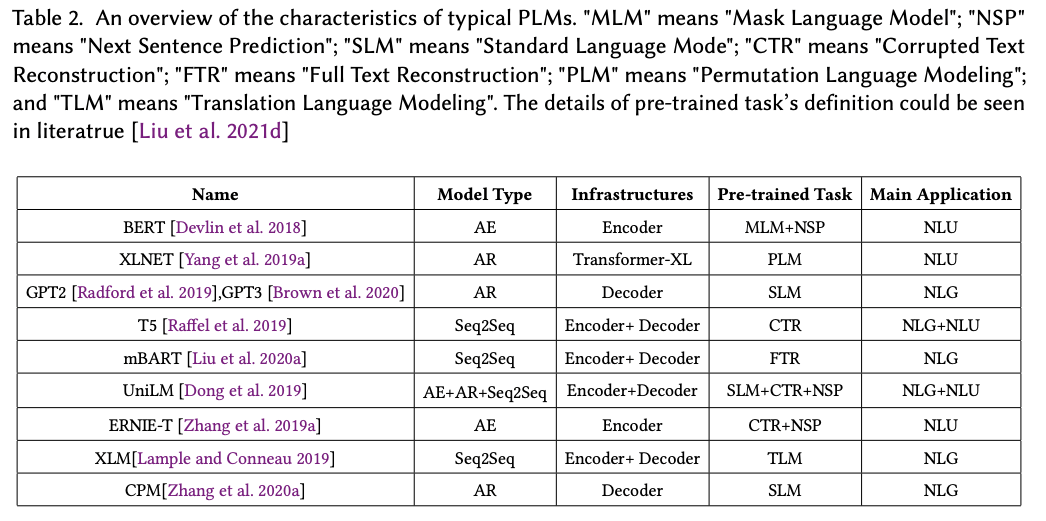 Table 2. An overview of the characteristics of typical PLMs. "MLM" means "Mask Language Model"; "NSP"
means "Next Sentence Prediction"; "SLM" means "Standard Language Mode"; "CTR" means "Corrupted Text
Reconstruction"; "FTR" means "Full Text Reconstruction"; "PLM" means "Permutation Language Modeling";
and "TLM" means "Translation Language Modeling". The details of pre-trained task's definition could be seen
in literatrue [Liu et al. 2021d]
Name Model Type Infrastructures Pre-trained Task Main Application
BERT [Devlin et al. 2018] AE Encoder MLM+NSP NLU
XLNET [Yang et al. 2019a] AR Transformer-XL PLM NLU
GPT2 [Radford et al. 2019],GPT3 [Brown et al. 2020] AR Decoder SLM NLG
T5 [Raffel et al. 2019] Seq2Seq Encoder+ Decoder CTR NLG+NLU
mBART [Liu et al. 2020a] Seq2Seq Encoder+ Decoder FTR NLG
UniLM [Dong et al. 2019] AE+AR+Seq2Seq Encoder+Decoder SLM+CTR+NSP NLG+NLU
ERNIE-T [Zhang et al. 2019a] AE Encoder CTR+NSP NLU
XLM[Lample and Conneau 2019] Seq2Seq Encoder+ Decoder TLM NLG
CPM[Zhang et al. 2020a] AR Decoder SLM NLG